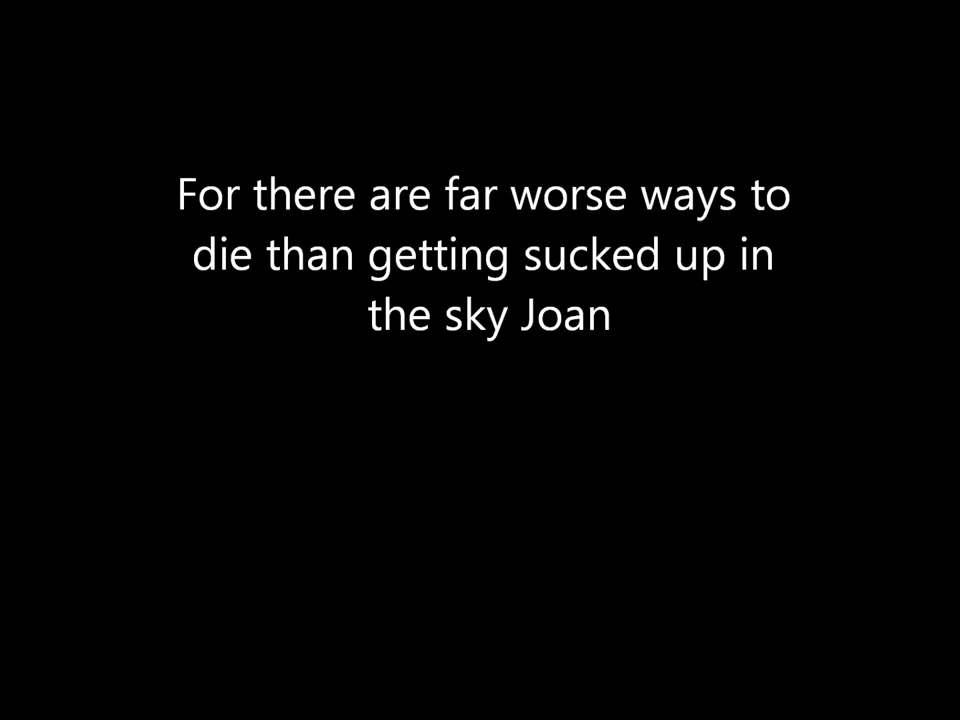 For there are far worse ways to
die than getting sucked up in
the sky Joan